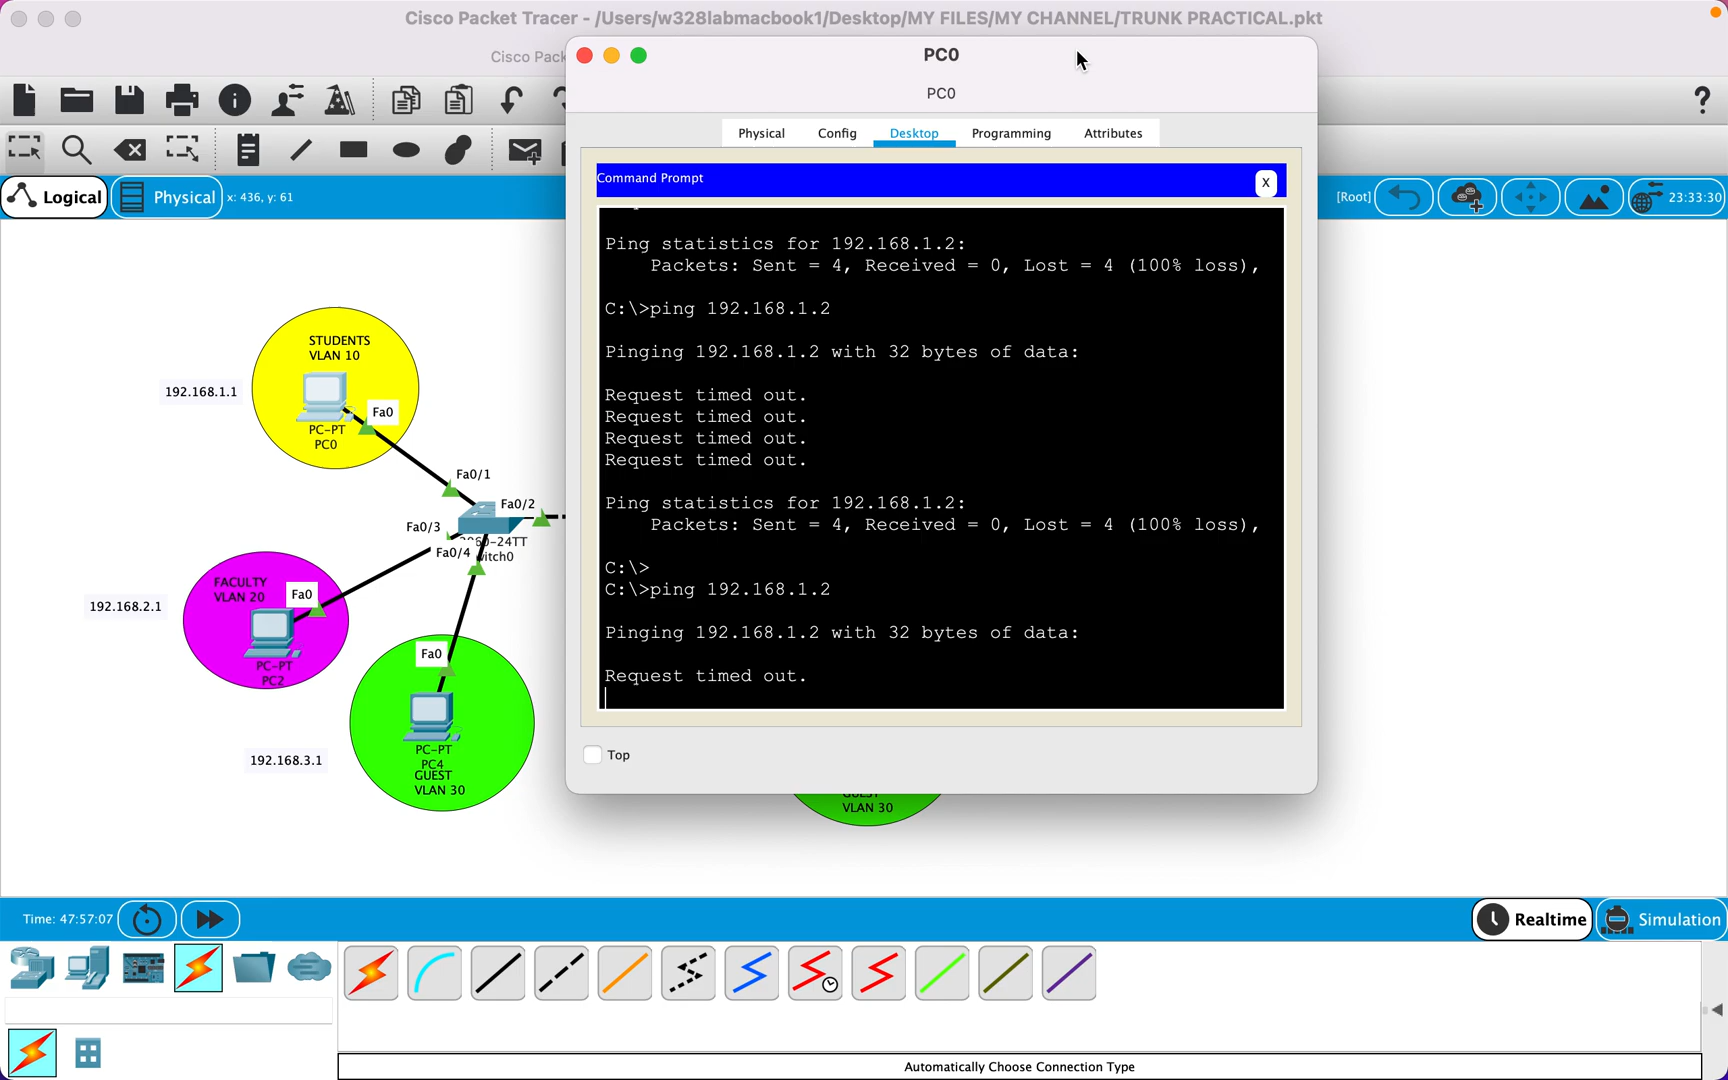 Cisco Packet Tracer - /Users/w328labmacbook1/Desktop/MY FILES/MY CHANNEL/TRUNK PRACTICAL.pkt
Cisco Pack
PC0
PC0
Physical Config Desktop Programming Attributes
?
Logical
Physical
x: 436, y: 61
[Root]
23:33:30
Command Prompt
X
Ping statistics for 192.168.1.2:
Packets: Sent = 4, Received = 0, Lost = 4 (100% loss),
C:\>ping 192.168.1.2
Pinging 192.168.1.2 with 32 bytes of data:
Request timed out.
Request timed out.
Request timed out.
Request timed out.
Ping statistics for 192.168.1.2:
Packets: Sent = 4, Received = 0, Lost = 4 (100% loss),
C:\>
C:\>ping 192.168.1.2
Pinging 192.168.1.2 with 32 bytes of data:
Request timed out.
Top
STUDENTS
VLAN 10
192.168.1.1
Fa0
PC-PT
PC0
Fa0/1
Fa0/2
Fa0/3
Fa0/4
2960-24TT
witch0
FACULTY
VLAN 20
Fa0
192.168.2.1
PC-PT
PC2
Fa0
PC-PT
PC4
GUEST
VLAN 30
192.168.3.1
GUEST
VLAN 30
Time: 47:57:07
Realtime
Simulation
Automatically Choose Connection Type